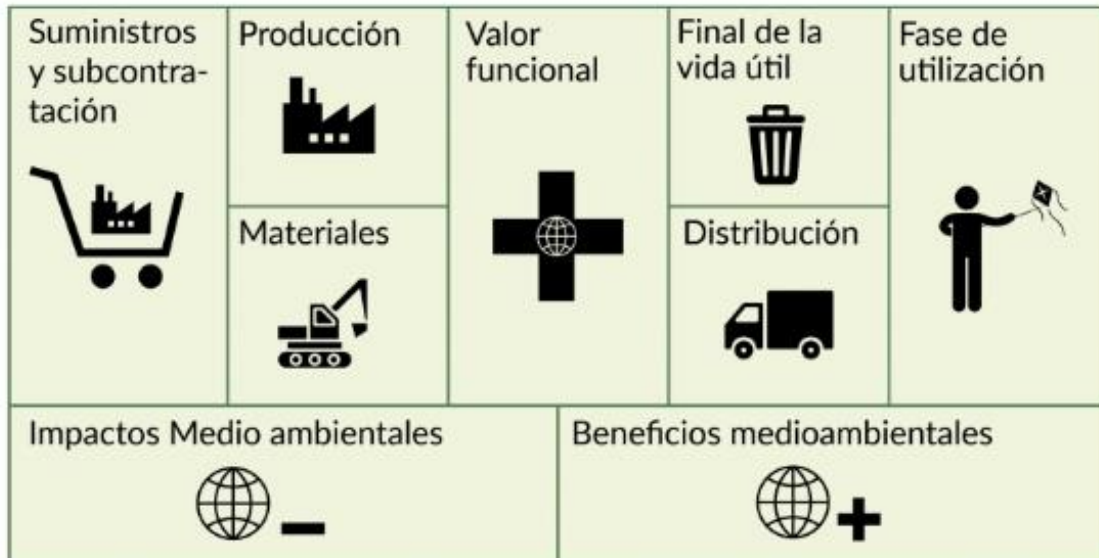 Suministros
y subcontra-
tación
Producción
Materiales
Valor
funcional
Final de la
vida útil
Distribución
Fase de
utilización
Impactos Medio ambientales
Beneficios medioambientales